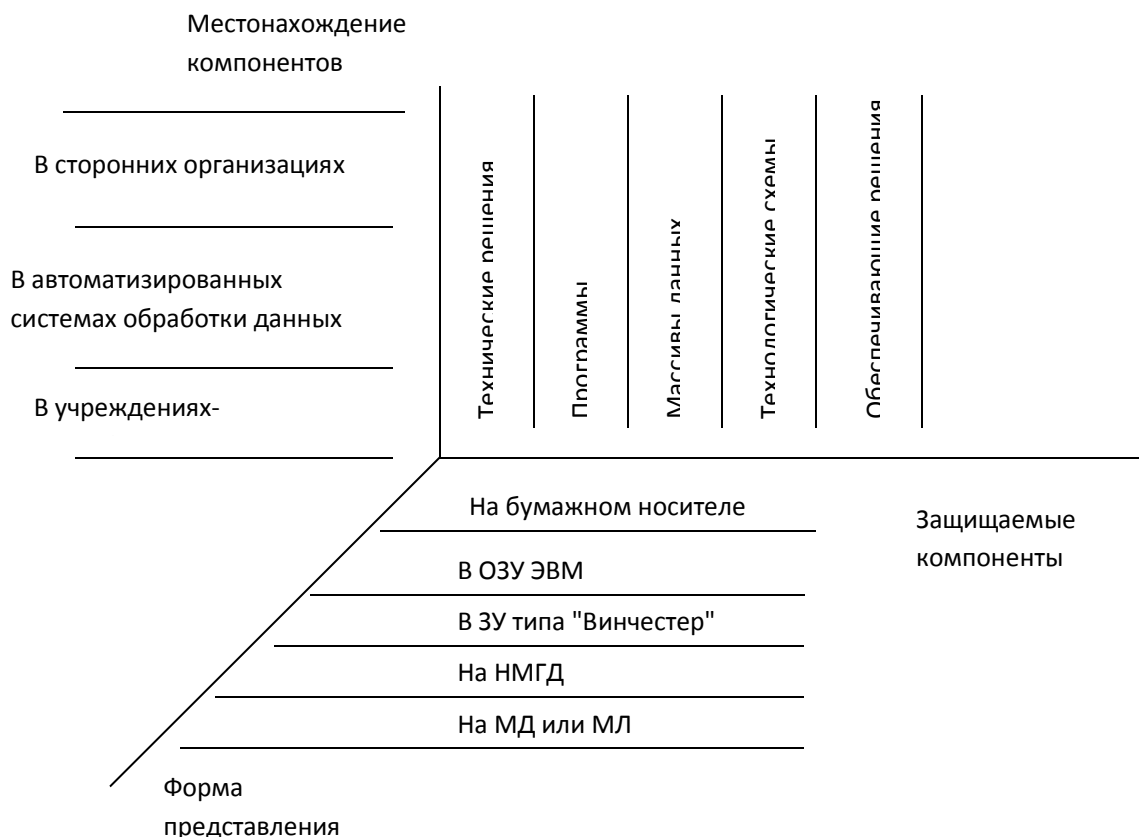 Местонахождение
компонентов
В сторонних организациях
В автоматизированных
системах обработки данных
В учреждениях-
Технические решения
Программы
Массивы данных
Технологические схемы
Обеспечивающие решения
На бумажном носителе
В ОЗУ ЭВМ
В ЗУ типа "Винчестер"
На НМГД
На МД или МЛ
Защищаемые
компоненты
Форма
представления